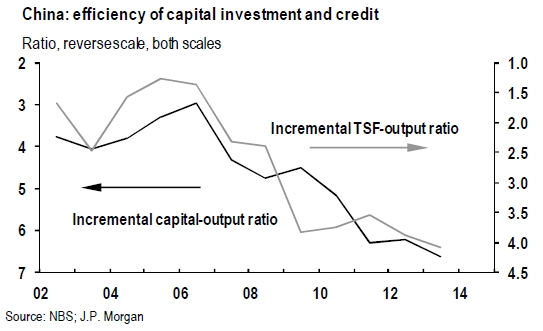 China: efficiency of capital investment and credit
Ratio, reverse scale, both scales
2
3
4
5
6
7
1.0
1.5
2.0
2.5
3.0
3.5
4.0
4.5
Incremental TSF-output ratio
Incremental capital-output ratio
02 04 06 08 10 12 14
Source: NBS; J.P. Morgan